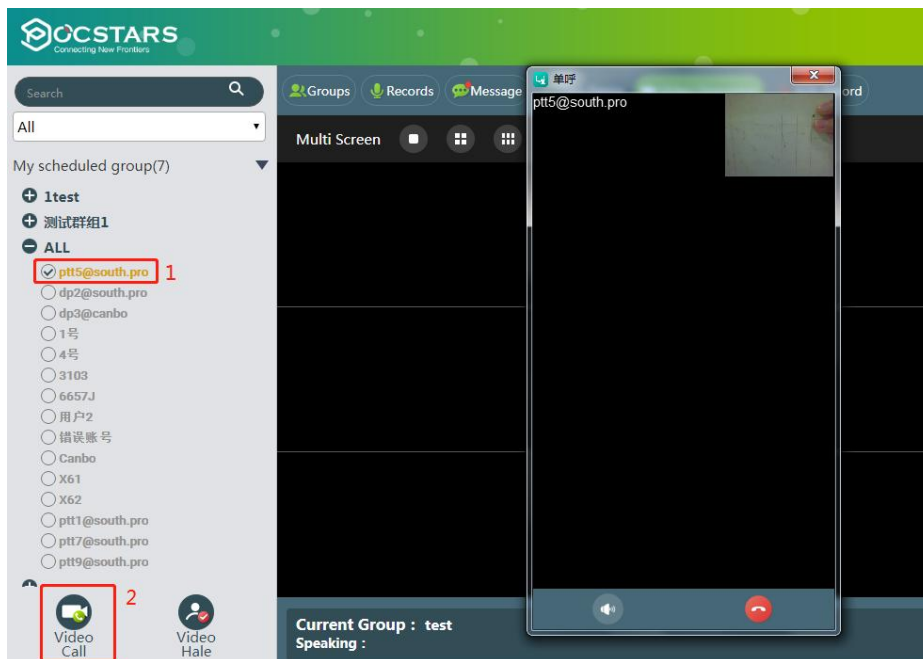 POCSTARS
Connecting New Frontiers
Search
All
My scheduled group(7)
1test
测试群组1
ALL
ptt5@south.pro
1
dp2@south.pro
dp3@canbo
1号
4号
3103
6657J
用户2
错误账号
Canbo
X61
X62
ptt1@south.pro
ptt7@south.pro
ptt9@south.pro
2
Video Call
Video Hale
Groups
Records
Message
ord
Multi Screen
单呼
ptt5@south.pro
Current Group : test
Speaking :